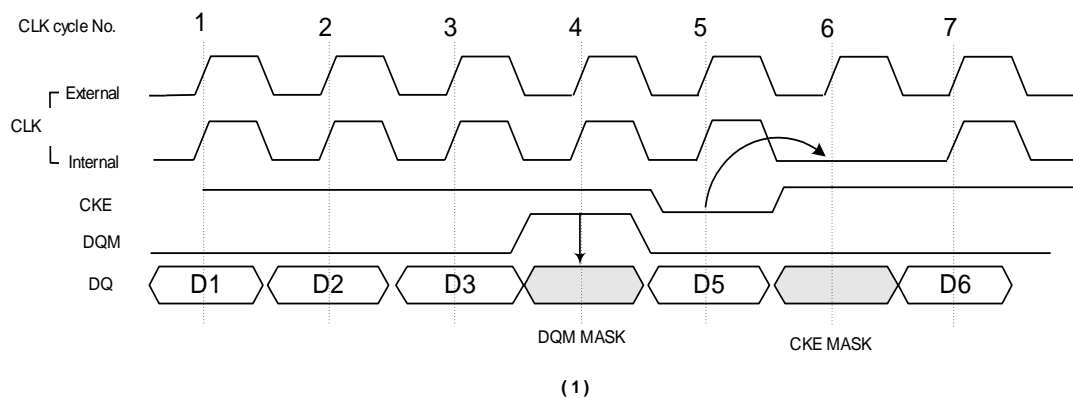 CLK cycle No. 1 2 3 4 5 6 7
External
CLK
Internal
CKE
DQM
DQ D1 D2 D3 D5 D6
DQM MASK CKE MASK
( 1 )